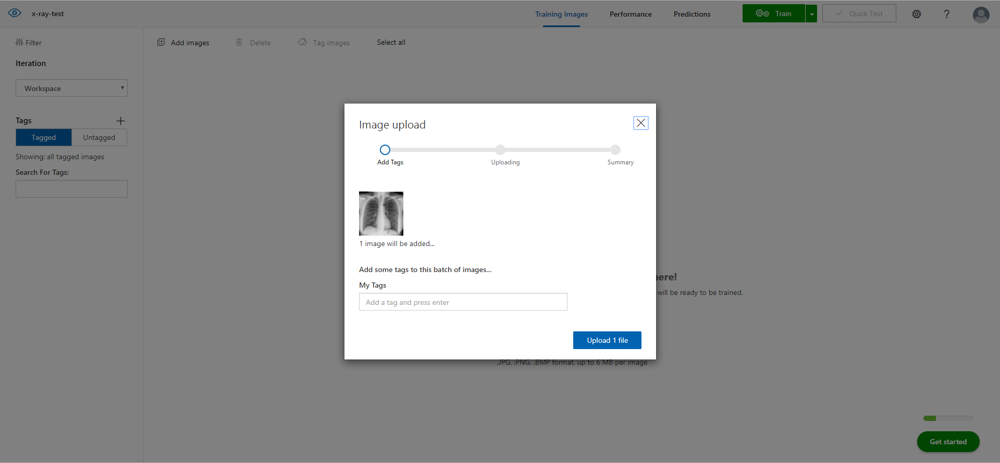 x-ray-test
Training Images
Performance
Predictions
Train
Quick Test
?
Filter
Iteration
Workspace
Tags
Tagged
Untagged
Showing: all tagged images
Search For Tags:
Add images
Delete
Tag images
Select all
Image upload
Add Tags
Uploading
Summary
1 image will be added...
Add some tags to this batch of images...
My Tags
Add a tag and press enter
Upload 1 file
here!
will be ready to be trained.
.JPG, .PNG, .BMP format, up to 6 MB per image
Get started